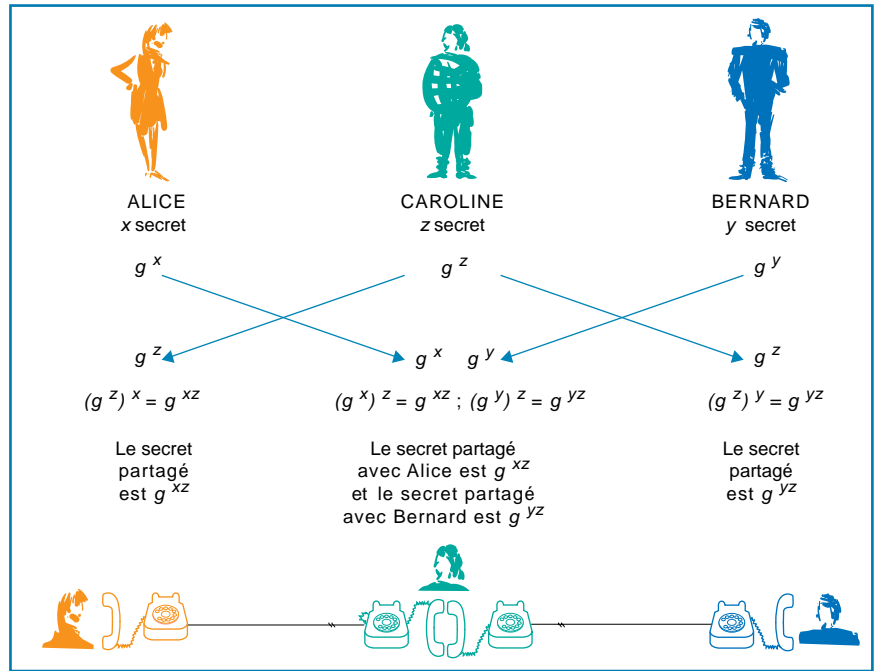 ALICE
x secret
CAROLINE
z secret
BERNARD
y secret
g^x
g^z
g^y
g^z
g^x g^y
g^z
(g^z)^x = g^xz
(g^x)^z = g^xz ; (g^y)^z = g^yz
(g^z)^y = g^yz
Le secret
partagé
est g^xz
Le secret partagé
avec Alice est g^xz
et le secret partagé
avec Bernard est g^yz
Le secret
partagé
est g^yz